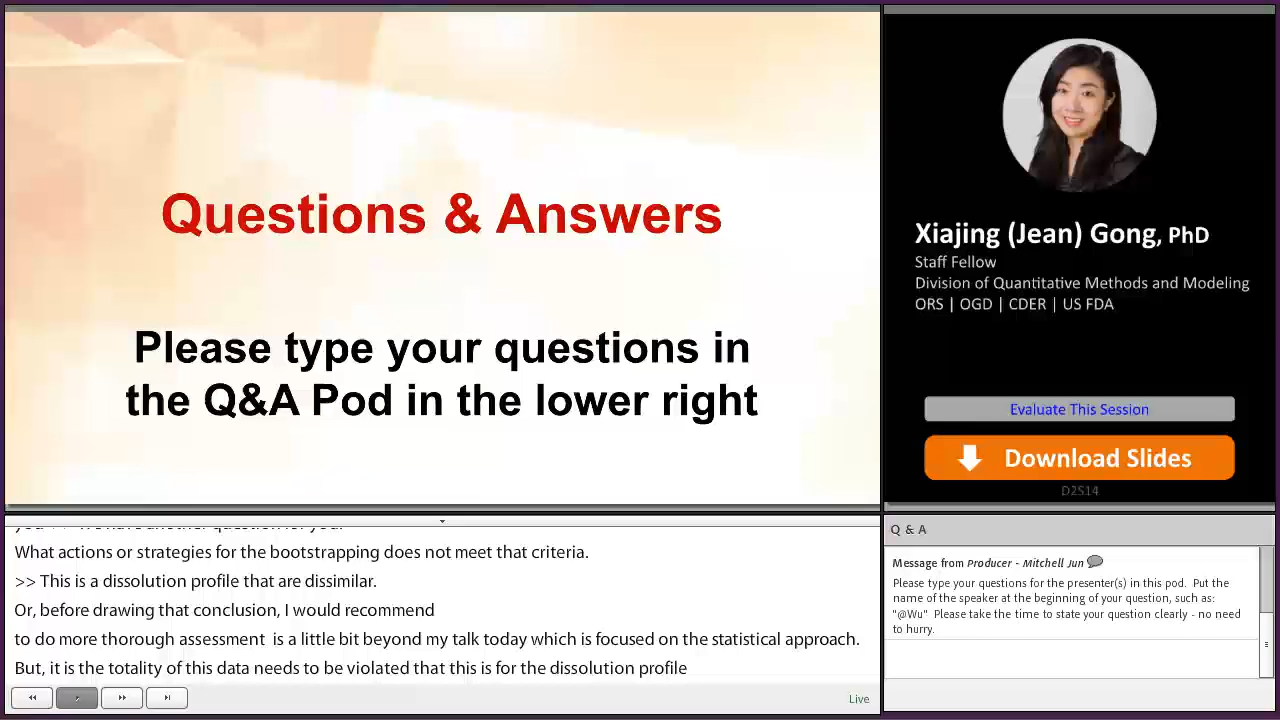 Questions & Answers
Please type your questions in
the Q&A Pod in the lower right
Xiajing (Jean) Gong, PhD
Staff Fellow
Division of Quantitative Methods and Modeling
ORS | OGD | CDER | US FDA
Evaluate This Session
Download Slides
D2S14
What actions or strategies for the bootstrapping does not meet that criteria.
>> This is a dissolution profile that are dissimilar.
Or, before drawing that conclusion, I would recommend
to do more thorough assessment is a little bit beyond my talk today which is focused on the statistical approach.
But, it is the totality of this data needs to be violated that this is for the dissolution profile
Live
Q & A
Message from Producer - Mitchell Jun
Please type your questions for the presenter(s) in this pod. Put the
name of the speaker at the beginning of your question, such as:
"@Wu" Please take the time to state your question clearly - no need
to hurry.